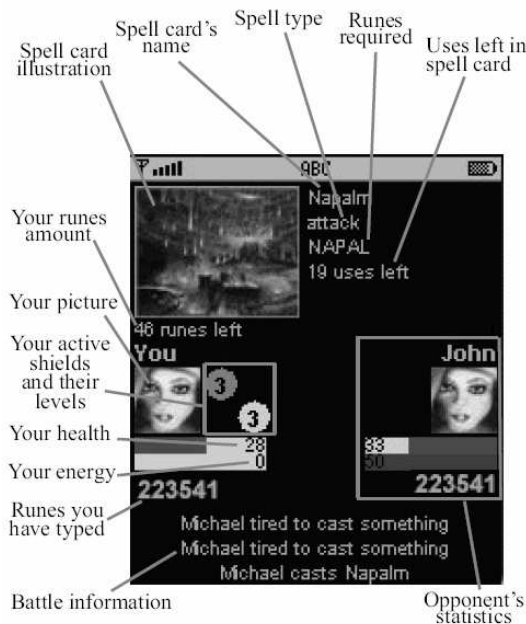 Spell card
illustration
Spell card's
name
Spell type
Runes
required
Uses left in
spell card
ABC
Napalm
attack
NAPAL
19 uses left
Your runes
amount
46 runes left
Your picture
You
John
Your active
shields
and their
levels
3
3
Your health
28
33
Your energy
0
50
Runes you
have typed
223541
223541
Michael tired to cast something
Michael tired to cast something
Michael casts Napalm
Battle information
Opponent's
statistics